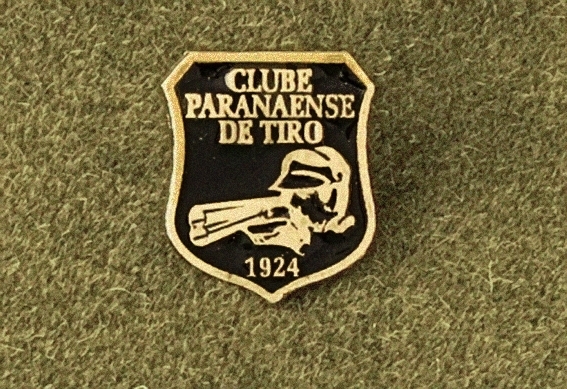 CLUBE
PARANAENSE
DE TIRO
1924